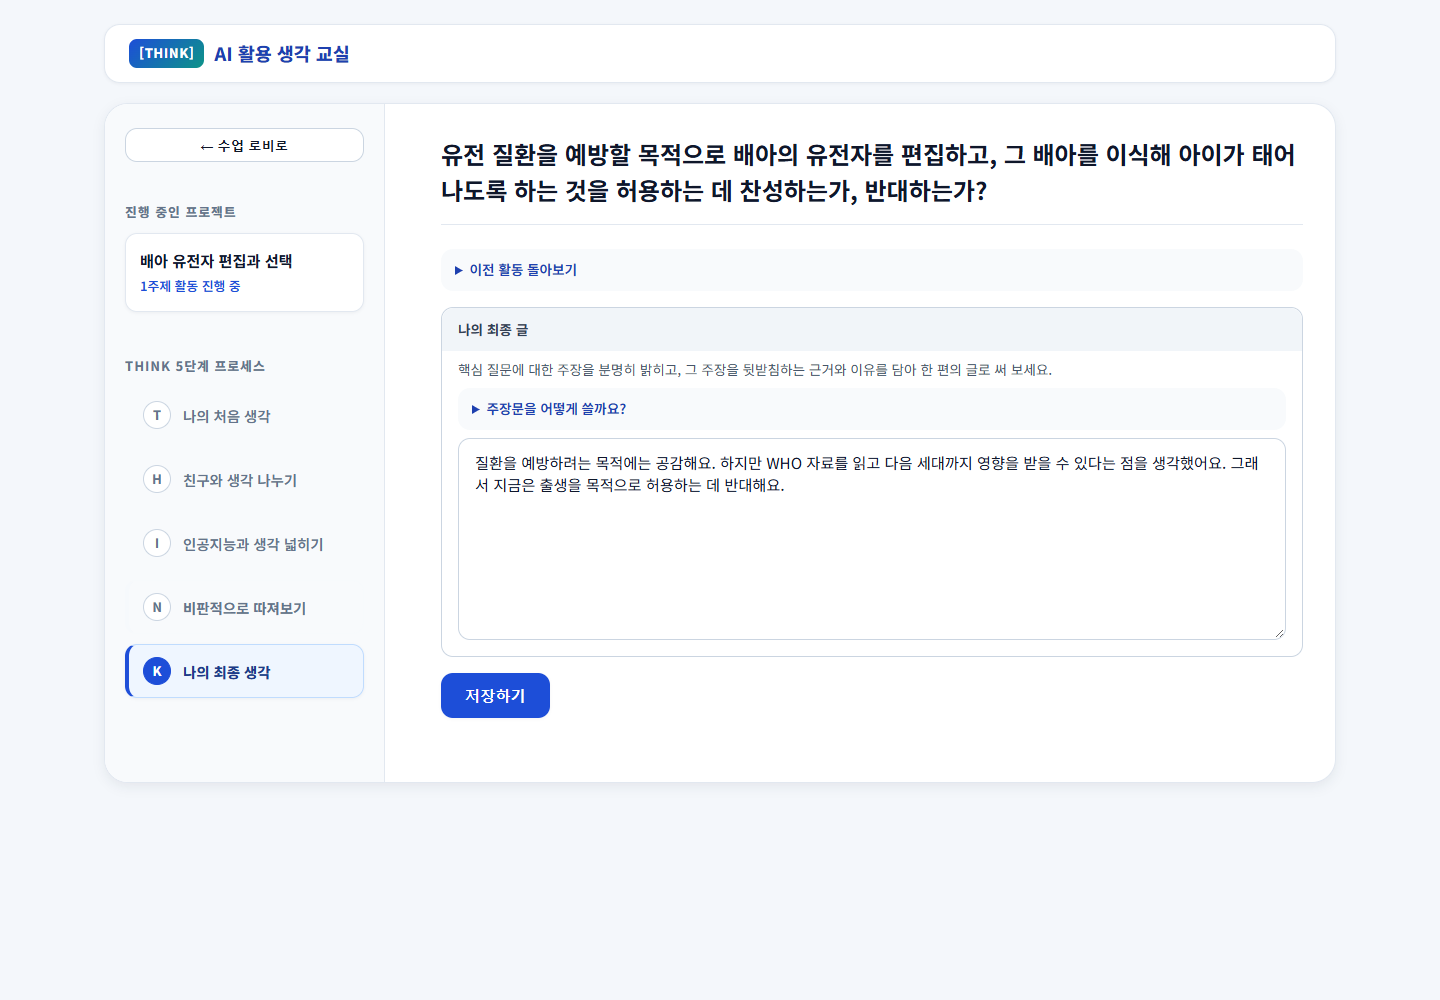 [THINK] AI 활용 생각 교실
← 수업 로비로
진행 중인 프로젝트
배아 유전자 편집과 선택
1주제 활동 진행 중
THINK 5단계 프로세스
T 나의 처음 생각
H 친구와 생각 나누기
I 인공지능과 생각 넓히기
N 비판적으로 따져보기
K 나의 최종 생각
유전 질환을 예방할 목적으로 배아의 유전자를 편집하고, 그 배아를 이식해 아이가 태어
나도록 하는 것을 허용하는 데 찬성하는가, 반대하는가?
▶ 이전 활동 돌아보기
나의 최종 글
핵심 질문에 대한 주장을 분명히 밝히고, 그 주장을 뒷받침하는 근거와 이유를 담아 한 편의 글로 써 보세요.
▶ 주장문을 어떻게 쓸까요?
질환을 예방하려는 목적에는 공감해요. 하지만 WHO 자료를 읽고 다음 세대까지 영향을 받을 수 있다는 점을 생각했어요. 그래
서 지금은 출생을 목적으로 허용하는 데 반대해요.
저장하기